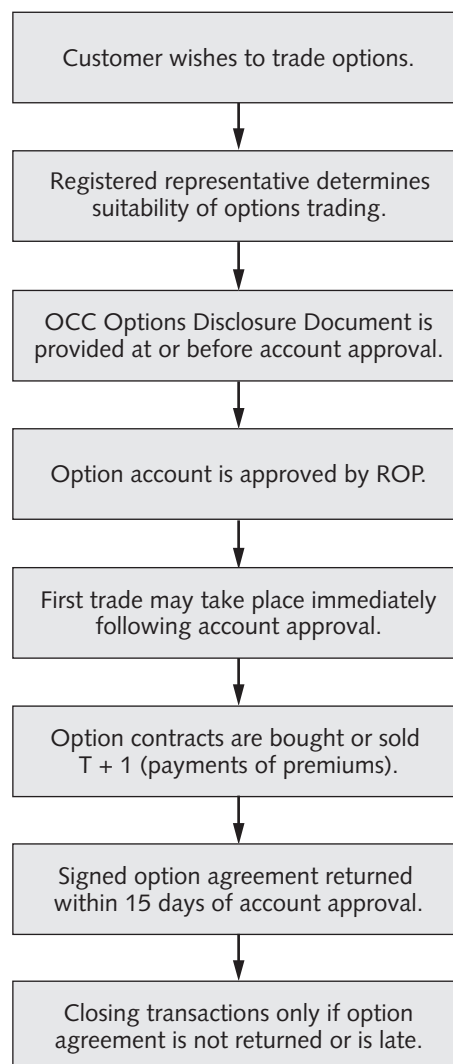 Customer wishes to trade options.
Registered representative determines
suitability of options trading.
OCC Options Disclosure Document is
provided at or before account approval.
Option account is approved by ROP.
First trade may take place immediately
following account approval.
Option contracts are bought or sold
T + 1 (payments of premiums).
Signed option agreement returned
within 15 days of account approval.
Closing transactions only if option
agreement is not returned or is late.